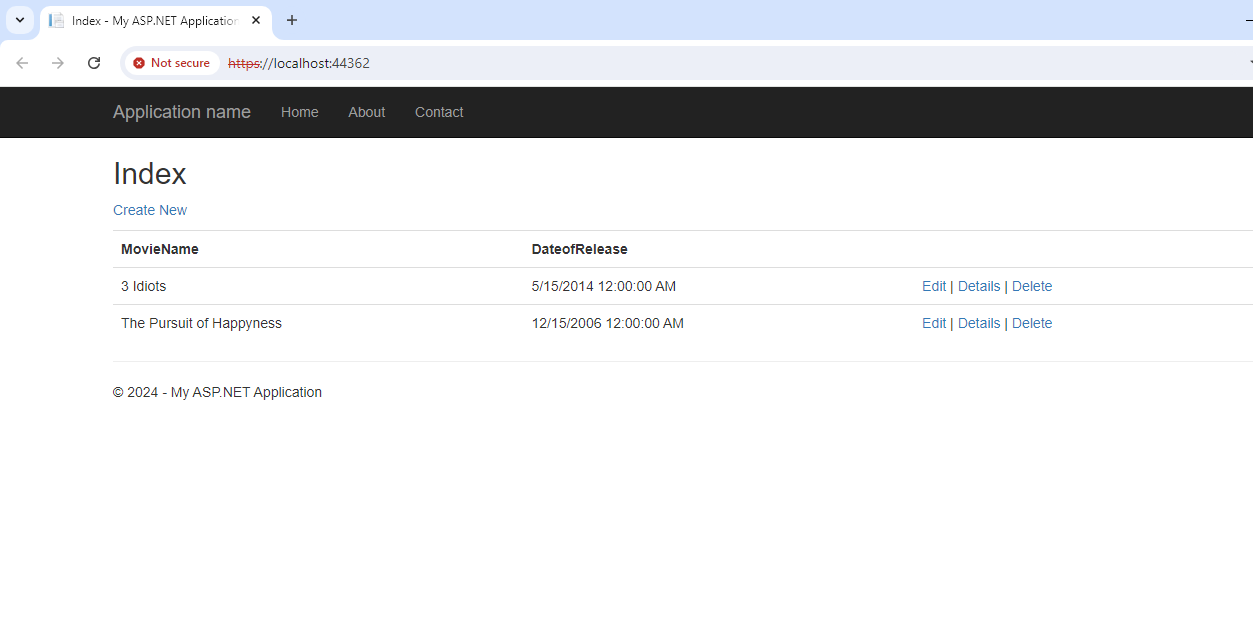 Index - My ASP.NET Application
Not secure https://localhost:44362
Application name Home About Contact
Index
Create New
MovieName DateofRelease
3 Idiots 5/15/2014 12:00:00 AM Edit | Details | Delete
The Pursuit of Happyness 12/15/2006 12:00:00 AM Edit | Details | Delete
© 2024 - My ASP.NET Application